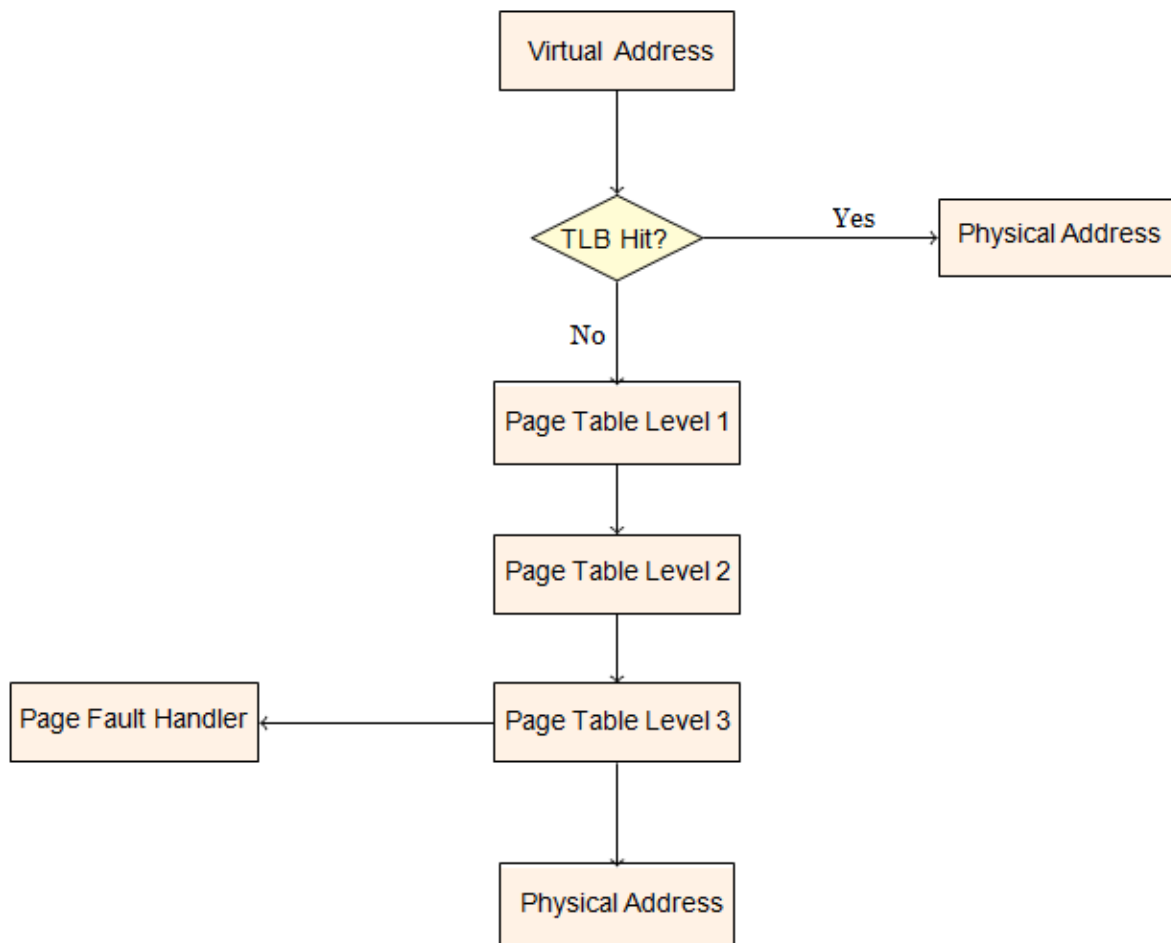 Virtual Address
TLB Hit?
Yes
Physical Address
No
Page Table Level 1
Page Table Level 2
Page Fault Handler
Page Table Level 3
Physical Address